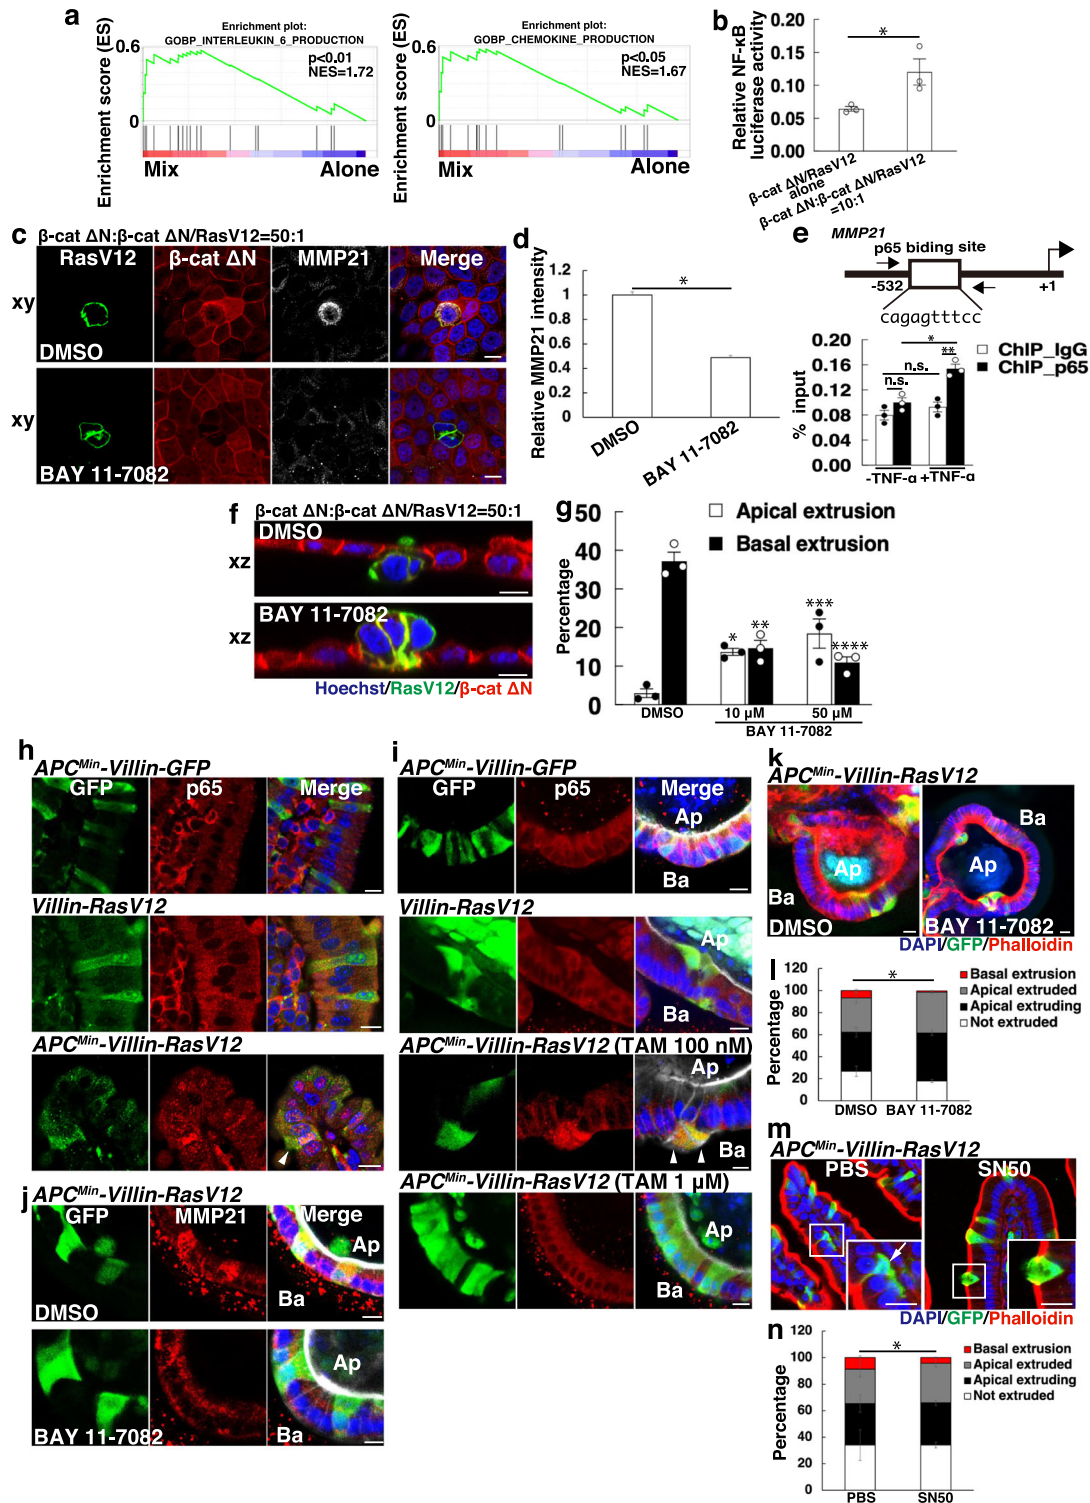 a
Enrichment plot:
GOBP_INTERLEUKIN_6_PRODUCTION
Enrichment score (ES)
0.6
0
p<0.01
NES=1.72
Mix
Alone
Enrichment plot:
GOBP_CHEMOKINE_PRODUCTION
Enrichment score (ES)
0.6
0
p<0.05
NES=1.67
Mix
Alone
b
Relative NF-κB
luciferase activity
0.20
0.15
0.10
0.05
0.00
*
β-cat ΔN/RasV12
alone
β-cat ΔN:β-cat ΔN/RasV12
=10:1
c
β-cat ΔN:β-cat ΔN/RasV12=50:1
RasV12
β-cat ΔN
MMP21
Merge
xy
DMSO
xy
BAY 11-7082
d
Relative MMP21 intensity
1.2
1
0.8
0.6
0.4
0.2
0
*
DMSO
BAY 11-7082
e
MMP21
p65 biding site
-532
+1
cagagtttcc
% input
0.20
0.16
0.12
0.08
0.04
0.00
n.s.
n.s.
*
**
ChIP_IgG
ChIP_p65
-TNF-α
+TNF-α
f
β-cat ΔN:β-cat ΔN/RasV12=50:1
DMSO
xz
BAY 11-7082
xz
Hoechst/RasV12/β-cat ΔN
g
Percentage
50
40
30
20
10
0
Apical extrusion
Basal extrusion
*
**
***
****
DMSO
10 μM
50 μM
BAY 11-7082
h
APCMin-Villin-GFP
GFP
p65
Merge
Villin-RasV12
APCMin-Villin-RasV12
i
APCMin-Villin-GFP
GFP
p65
Merge
Ap
Ba
Villin-RasV12
Ap
Ba
APCMin-Villin-RasV12 (TAM 100 nM)
Ap
Ba
APCMin-Villin-RasV12 (TAM 1 μM)
Ap
Ba
j
APCMin-Villin-RasV12
GFP
MMP21
Merge
Ap
Ba
DMSO
Ap
Ba
BAY 11-7082
k
APCMin-Villin-RasV12
Ap
Ba
DMSO
Ba
Ap
BAY 11-7082
DAPI/GFP/Phalloidin
l
Percentage
120
100
80
60
40
20
0
*
Basal extrusion
Apical extruded
Apical extruding
Not extruded
DMSO
BAY 11-7082
m
APCMin-Villin-RasV12
PBS
SN50
DAPI/GFP/Phalloidin
n
Percentage
120
100
80
60
40
20
0
*
Basal extrusion
Apical extruded
Apical extruding
Not extruded
PBS
SN50